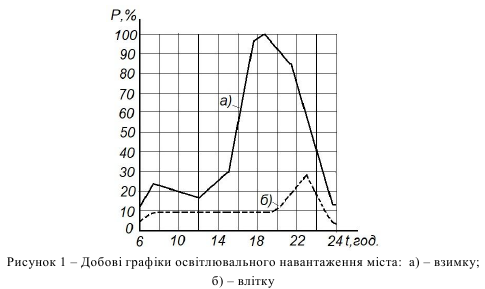 P,%
100
90
80
70
60
50
40
30
20
10
0
а)
б)
6 10 14 18 22 24 t,год.
Рисунок 1 – Добові графіки освітлювального навантаження міста: а) – взимку;
б) – влітку